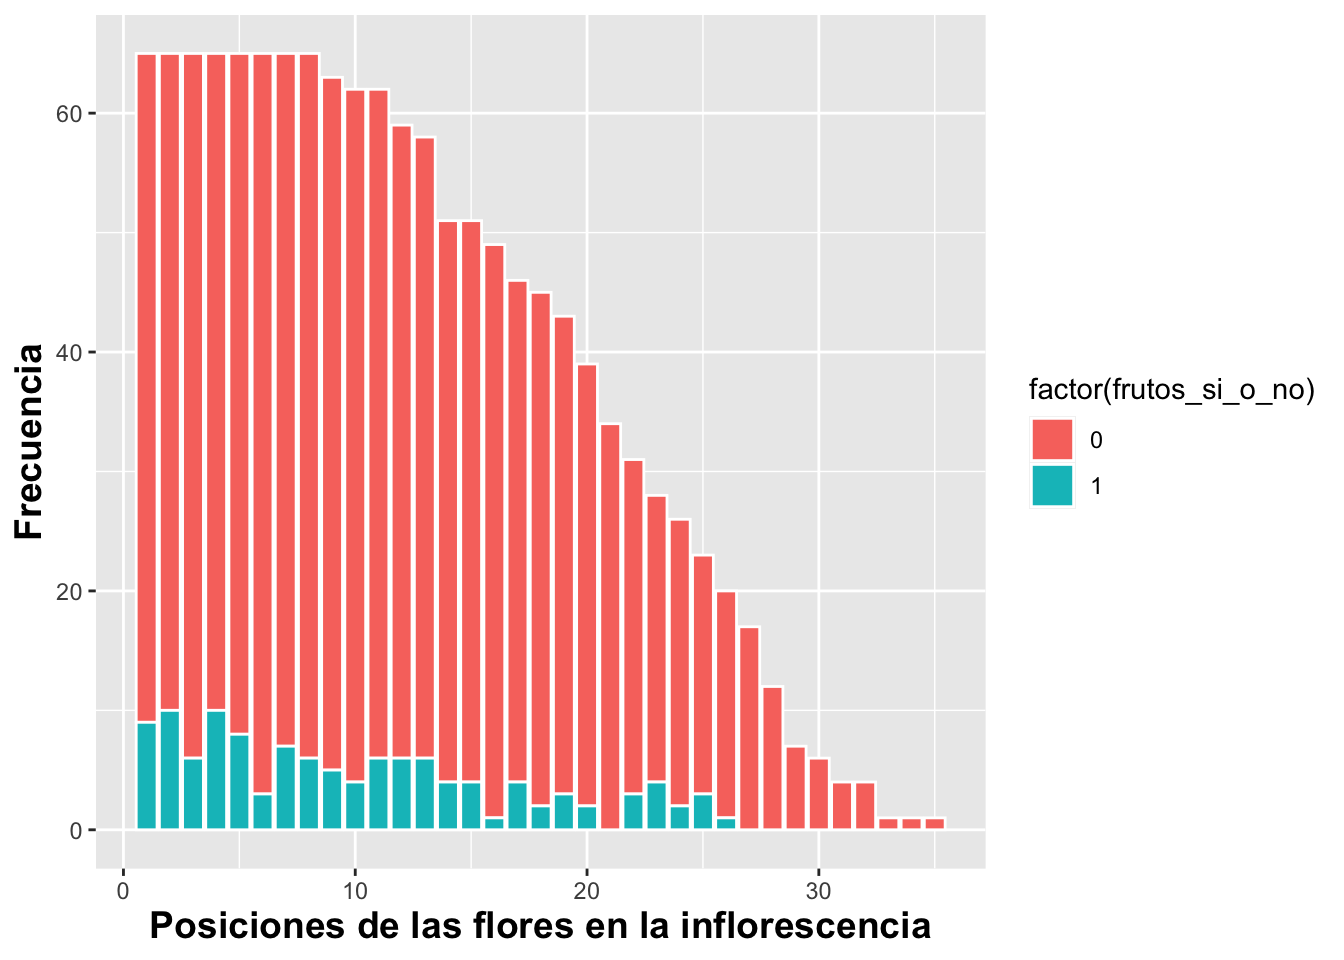 Frecuencia
60
40
20
0
0 10 20 30
Posiciones de las flores en la inflorescencia
factor(frutos_si_o_no)
0
1